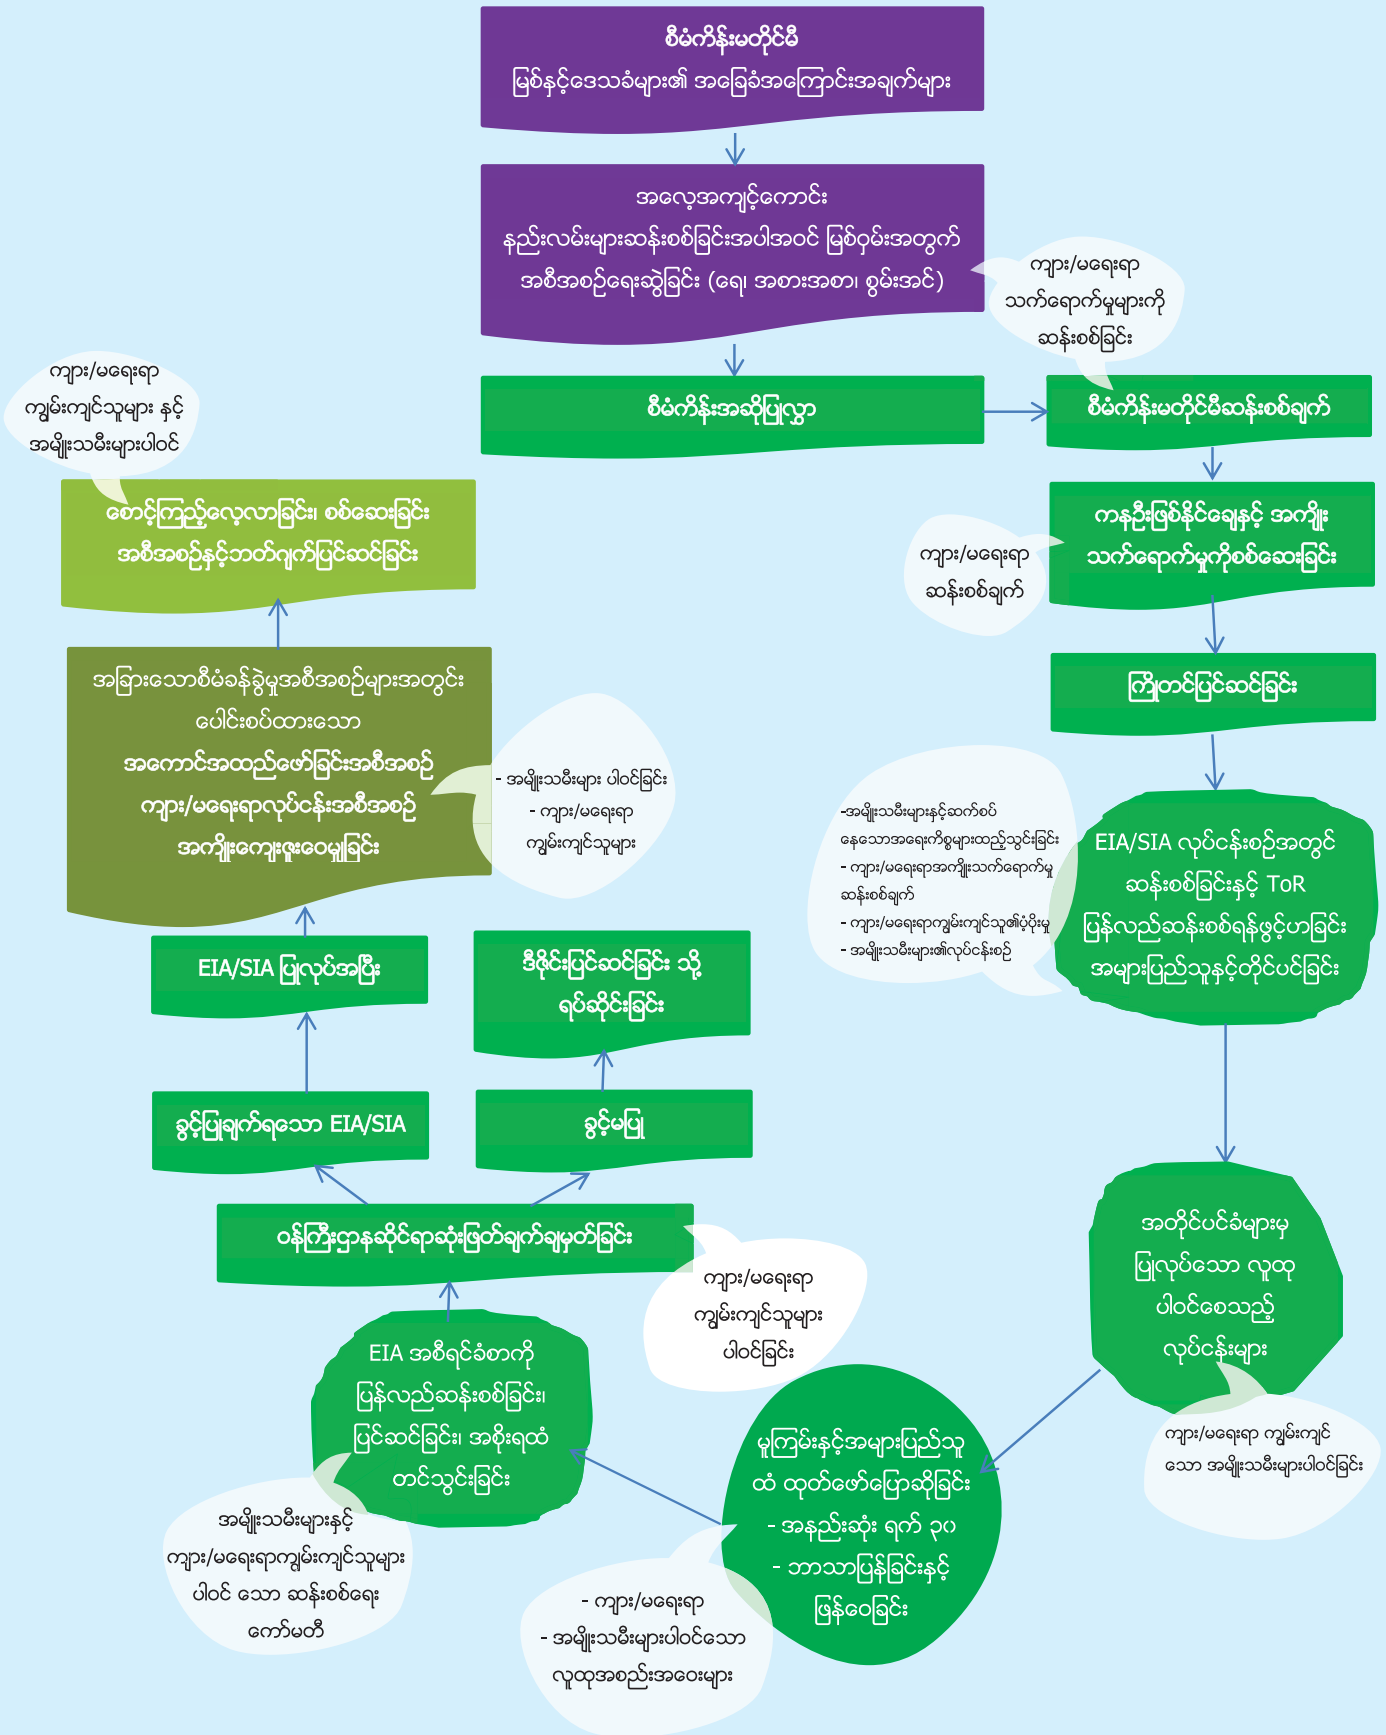 စီမံကိန်းမတိုင်မီ
မြစ်နှင့်ဒေသခံများ၏ အခြေခံအကြောင်းအချက်များ
အလေ့အကျင့်ကောင်း
နည်းလမ်းများဆန်းစစ်ခြင်းအပါအဝင် မြစ်ဝှမ်းအတွက်
အစီအစဉ်ရေးဆွဲခြင်း (ရေ၊ အစားအစာ၊ စွမ်းအင်)
ကျား/မရေးရာ
သက်ရောက်မှုများကို
ဆန်းစစ်ခြင်း
စီမံကိန်းအဆိုပြုလွှာ
စီမံကိန်းမတိုင်မီဆန်းစစ်ချက်
ကနဦးဖြစ်နိုင်ချေနှင့် အကျိုး
သက်ရောက်မှုကိုစစ်ဆေးခြင်း
ကျား/မရေးရာ
ဆန်းစစ်ချက်
ကြိုတင်ပြင်ဆင်ခြင်း
EIA/SIA လုပ်ငန်းစဉ်အတွင်
ဆန်းစစ်ခြင်းနှင့် ToR
ပြန်လည်ဆန်းစစ်ရန်ဖွင့်ဟခြင်း
အများပြည်သူနှင့်တိုင်ပင်ခြင်း
-အမျိုးသမီးများနှင့်ဆက်စပ်
နေသောအရေးကိစ္စများထည့်သွင်းခြင်း
- ကျား/မရေးရာအကျိုးသက်ရောက်မှု
ဆန်းစစ်ချက်
- ကျား/မရေးရာကျွမ်းကျင်သူ၏ပံ့ပိုးမှု
- အမျိုးသမီးများ၏လုပ်ငန်းစဉ်
အတိုင်ပင်ခံများမှ
ပြုလုပ်သော လူထု
ပါဝင်စေသည့်
လုပ်ငန်းများ
ကျား/မရေးရာ ကျွမ်းကျင်
သော အမျိုးသမီးများပါဝင်ခြင်း
မူကြမ်းနှင့်အများပြည်သူ
ထံ ထုတ်ဖော်ပြောဆိုခြင်း
- အနည်းဆုံး ရက် ၃၀
- ဘာသာပြန်ခြင်းနှင့်
ဖြန့်ဝေခြင်း
- ကျား/မရေးရာ
- အမျိုးသမီးများပါဝင်သော
လူထုအစည်းအဝေးများ
EIA အစီရင်ခံစာကို
ပြန်လည်ဆန်းစစ်ခြင်း၊
ပြင်ဆင်ခြင်း၊ အစိုးရထံ
တင်သွင်းခြင်း
အမျိုးသမီးများနှင့်
ကျား/မရေးရာကျွမ်းကျင်သူများ
ပါဝင် သော ဆန်းစစ်ရေး
ကော်မတီ
ဝန်ကြီးဌာနဆိုင်ရာဆုံးဖြတ်ချက်ချမှတ်ခြင်း
ကျား/မရေးရာ
ကျွမ်းကျင်သူများ
ပါဝင်ခြင်း
ခွင့်ပြုချက်ရသော EIA/SIA
ခွင့်မပြု
EIA/SIA ပြုလုပ်အပြီး
ဒီဇိုင်းပြင်ဆင်ခြင်း သို့
ရပ်ဆိုင်းခြင်း
အခြားသောစီမံခန်ခွဲမှုအစီအစဉ်များအတွင်း
ပေါင်းစပ်ထားသော
အကောင်အထည်ဖော်ခြင်းအစီအစဉ်
ကျား/မရေးရာလုပ်ငန်းအစီအစဉ်
အကျိုးကျေးဇူးဝေမျှခြင်း
- အမျိုးသမီးများ ပါဝင်ခြင်း
- ကျား/မရေးရာ
ကျွမ်းကျင်သူများ
စောင့်ကြည့်လေ့လာခြင်း၊ စစ်ဆေးခြင်း
အစီအစဉ်နှင့်ဘတ်ဂျက်ပြင်ဆင်ခြင်း
ကျား/မရေးရာ
ကျွမ်းကျင်သူများ နှင့်
အမျိုးသမီးများပါဝင်